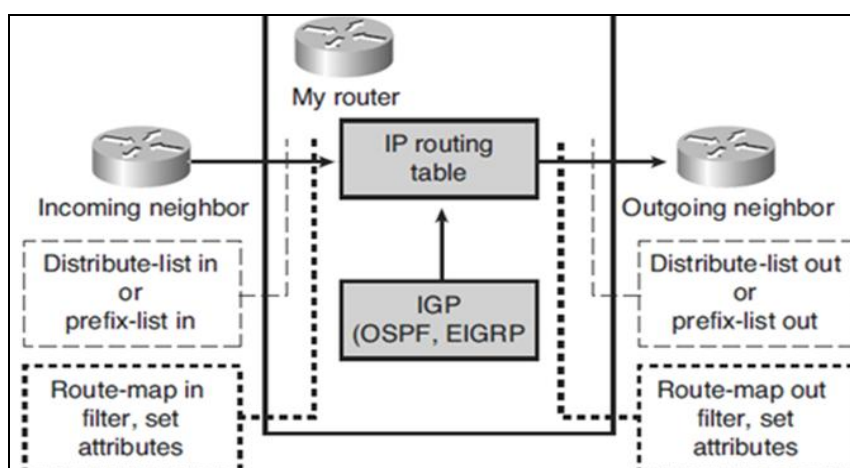 My router
IP routing
table
Incoming neighbor
Outgoing neighbor
Distribute-list in
or
prefix-list in
IGP
(OSPF, EIGRP
Distribute-list out
or
prefix-list out
Route-map in
filter, set
attributes
Route-map out
filter, set
attributes